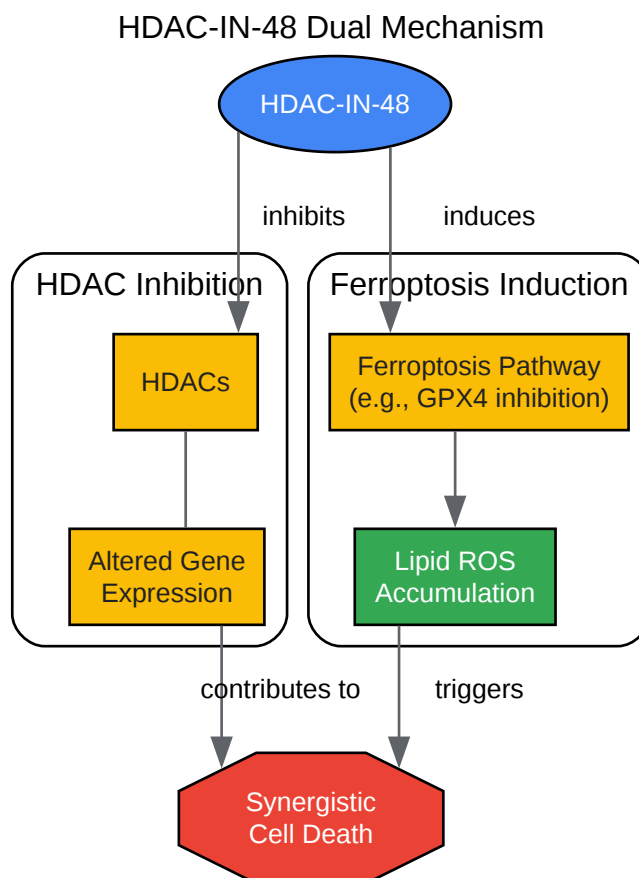 HDAC-IN-48 Dual Mechanism
HDAC-IN-48
inhibits
induces
HDAC Inhibition
Ferroptosis Induction
HDACs
Ferroptosis Pathway
(e.g., GPX4 inhibition)
Altered Gene
Expression
Lipid ROS
Accumulation
contributes to
triggers
Synergistic
Cell Death